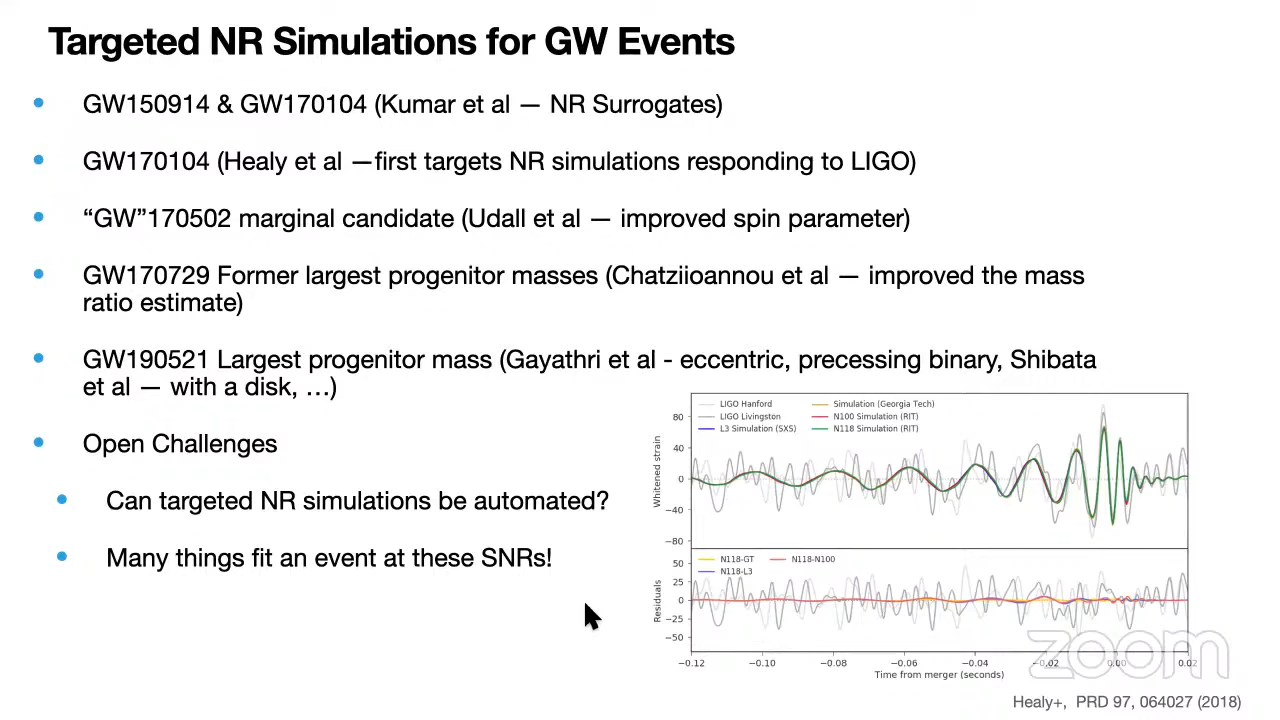 Targeted NR Simulations for GW Events
• GW150914 & GW170104 (Kumar et al — NR Surrogates)
• GW170104 (Healy et al —first targets NR simulations responding to LIGO)
• “GW”170502 marginal candidate (Udall et al — improved spin parameter)
• GW170729 Former largest progenitor masses (Chatziioannou et al — improved the mass
ratio estimate)
• GW190521 Largest progenitor mass (Gayathri et al - eccentric, precessing binary, Shibata
et al — with a disk, …)
• Open Challenges
• Can targeted NR simulations be automated?
• Many things fit an event at these SNRs!
LIGO Hanford
LIGO Livingston
L3 Simulation (SXS)
Simulation (Georgia Tech)
N100 Simulation (RIT)
N118 Simulation (RIT)
Whitened strain
80
40
0
−40
−80
N118-GT
N118-L3
N118-N100
Residuals
50
25
0
−25
−50
−0.12 −0.10 −0.08 −0.06 −0.04 −0.02 0.00 0.02
Time from merger (seconds)
zoom
Healy+, PRD 97, 064027 (2018)